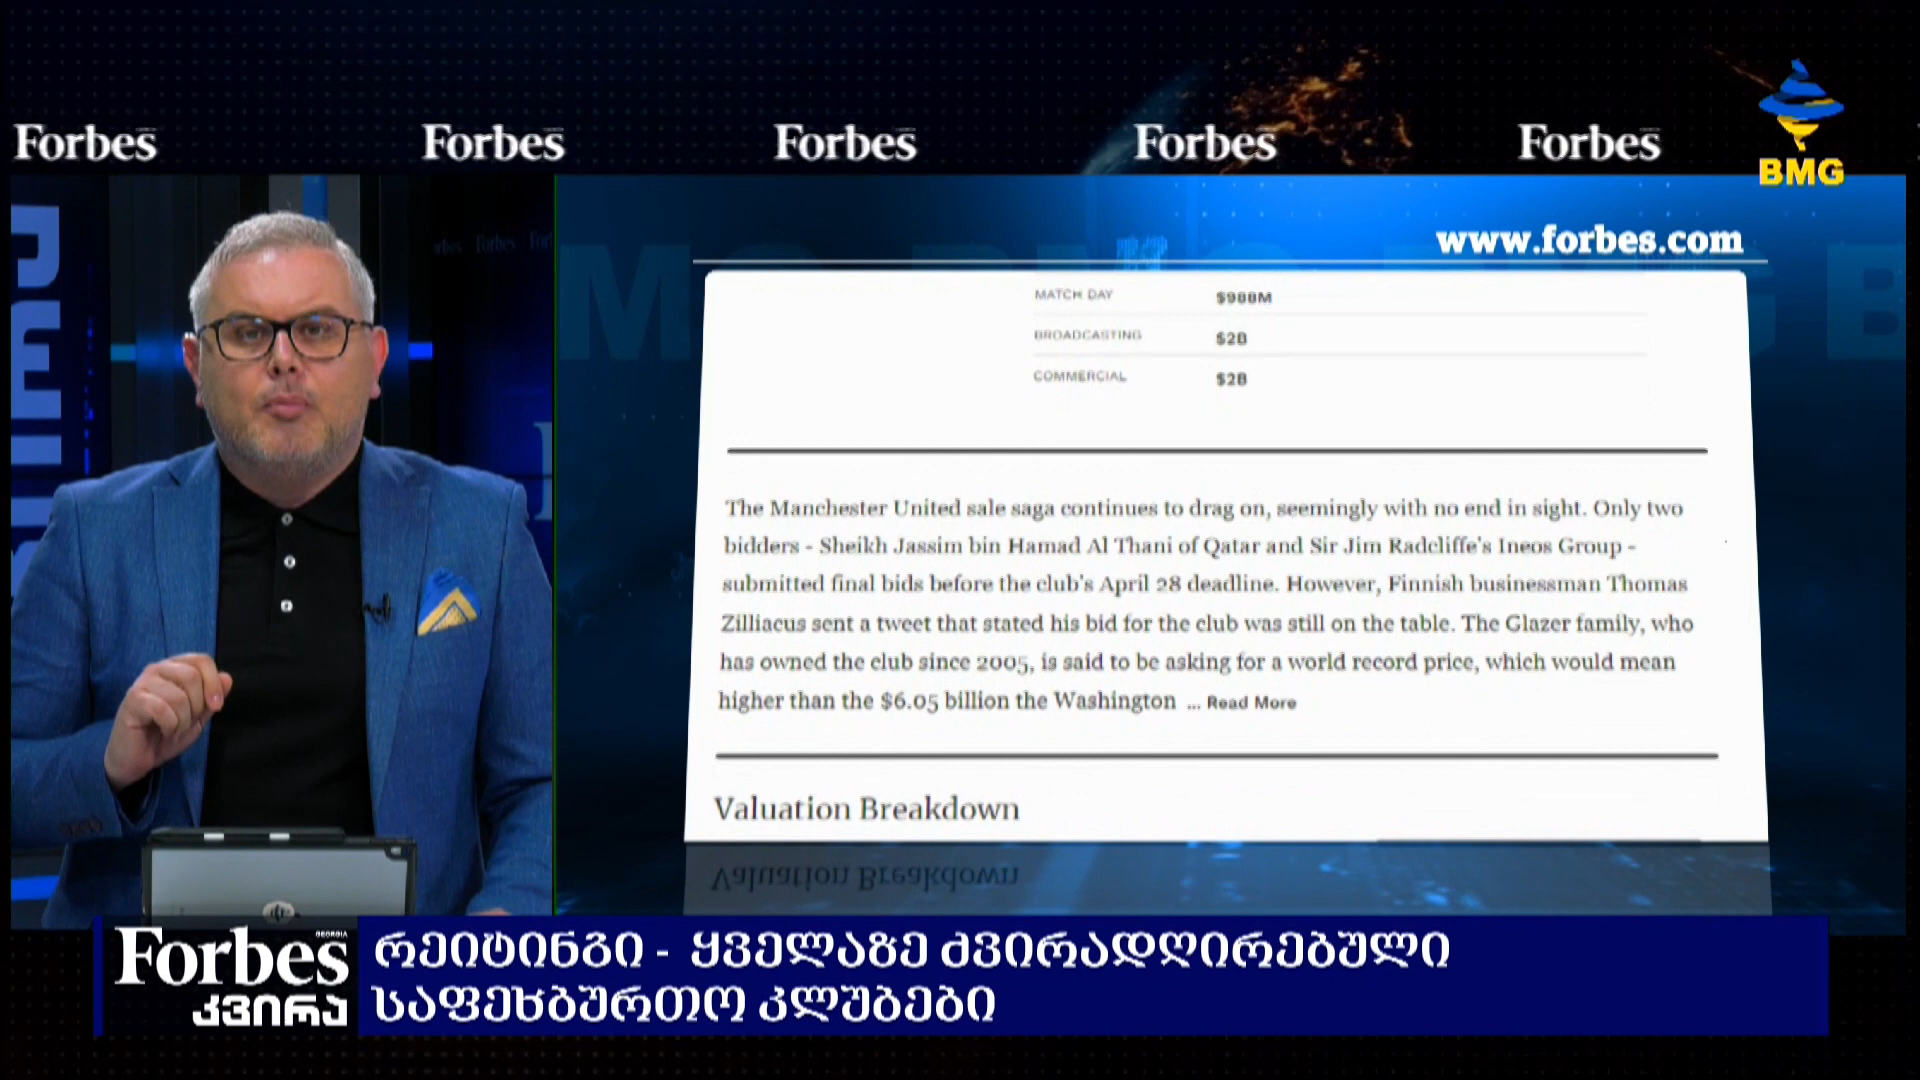 Forbes Forbes Forbes Forbes Forbes
BMG
www.forbes.com
MATCH DAY $988M
BROADCASTING $2B
COMMERCIAL $2B
The Manchester United sale saga continues to drag on, seemingly with no end in sight. Only two
bidders - Sheikh Jassim bin Hamad Al Thani of Qatar and Sir Jim Radcliffe's Ineos Group -
submitted final bids before the club's April 28 deadline. However, Finnish businessman Thomas
Zilliacus sent a tweet that stated his bid for the club was still on the table. The Glazer family, who
has owned the club since 2005, is said to be asking for a world record price, which would mean
higher than the $6.05 billion the Washington ... Read More
Valuation Breakdown
Forbes
GEORGIA
კვირა
რეიტინგი - ყველაზე ძვირადღირებული
საფეხბურთო კლუბები